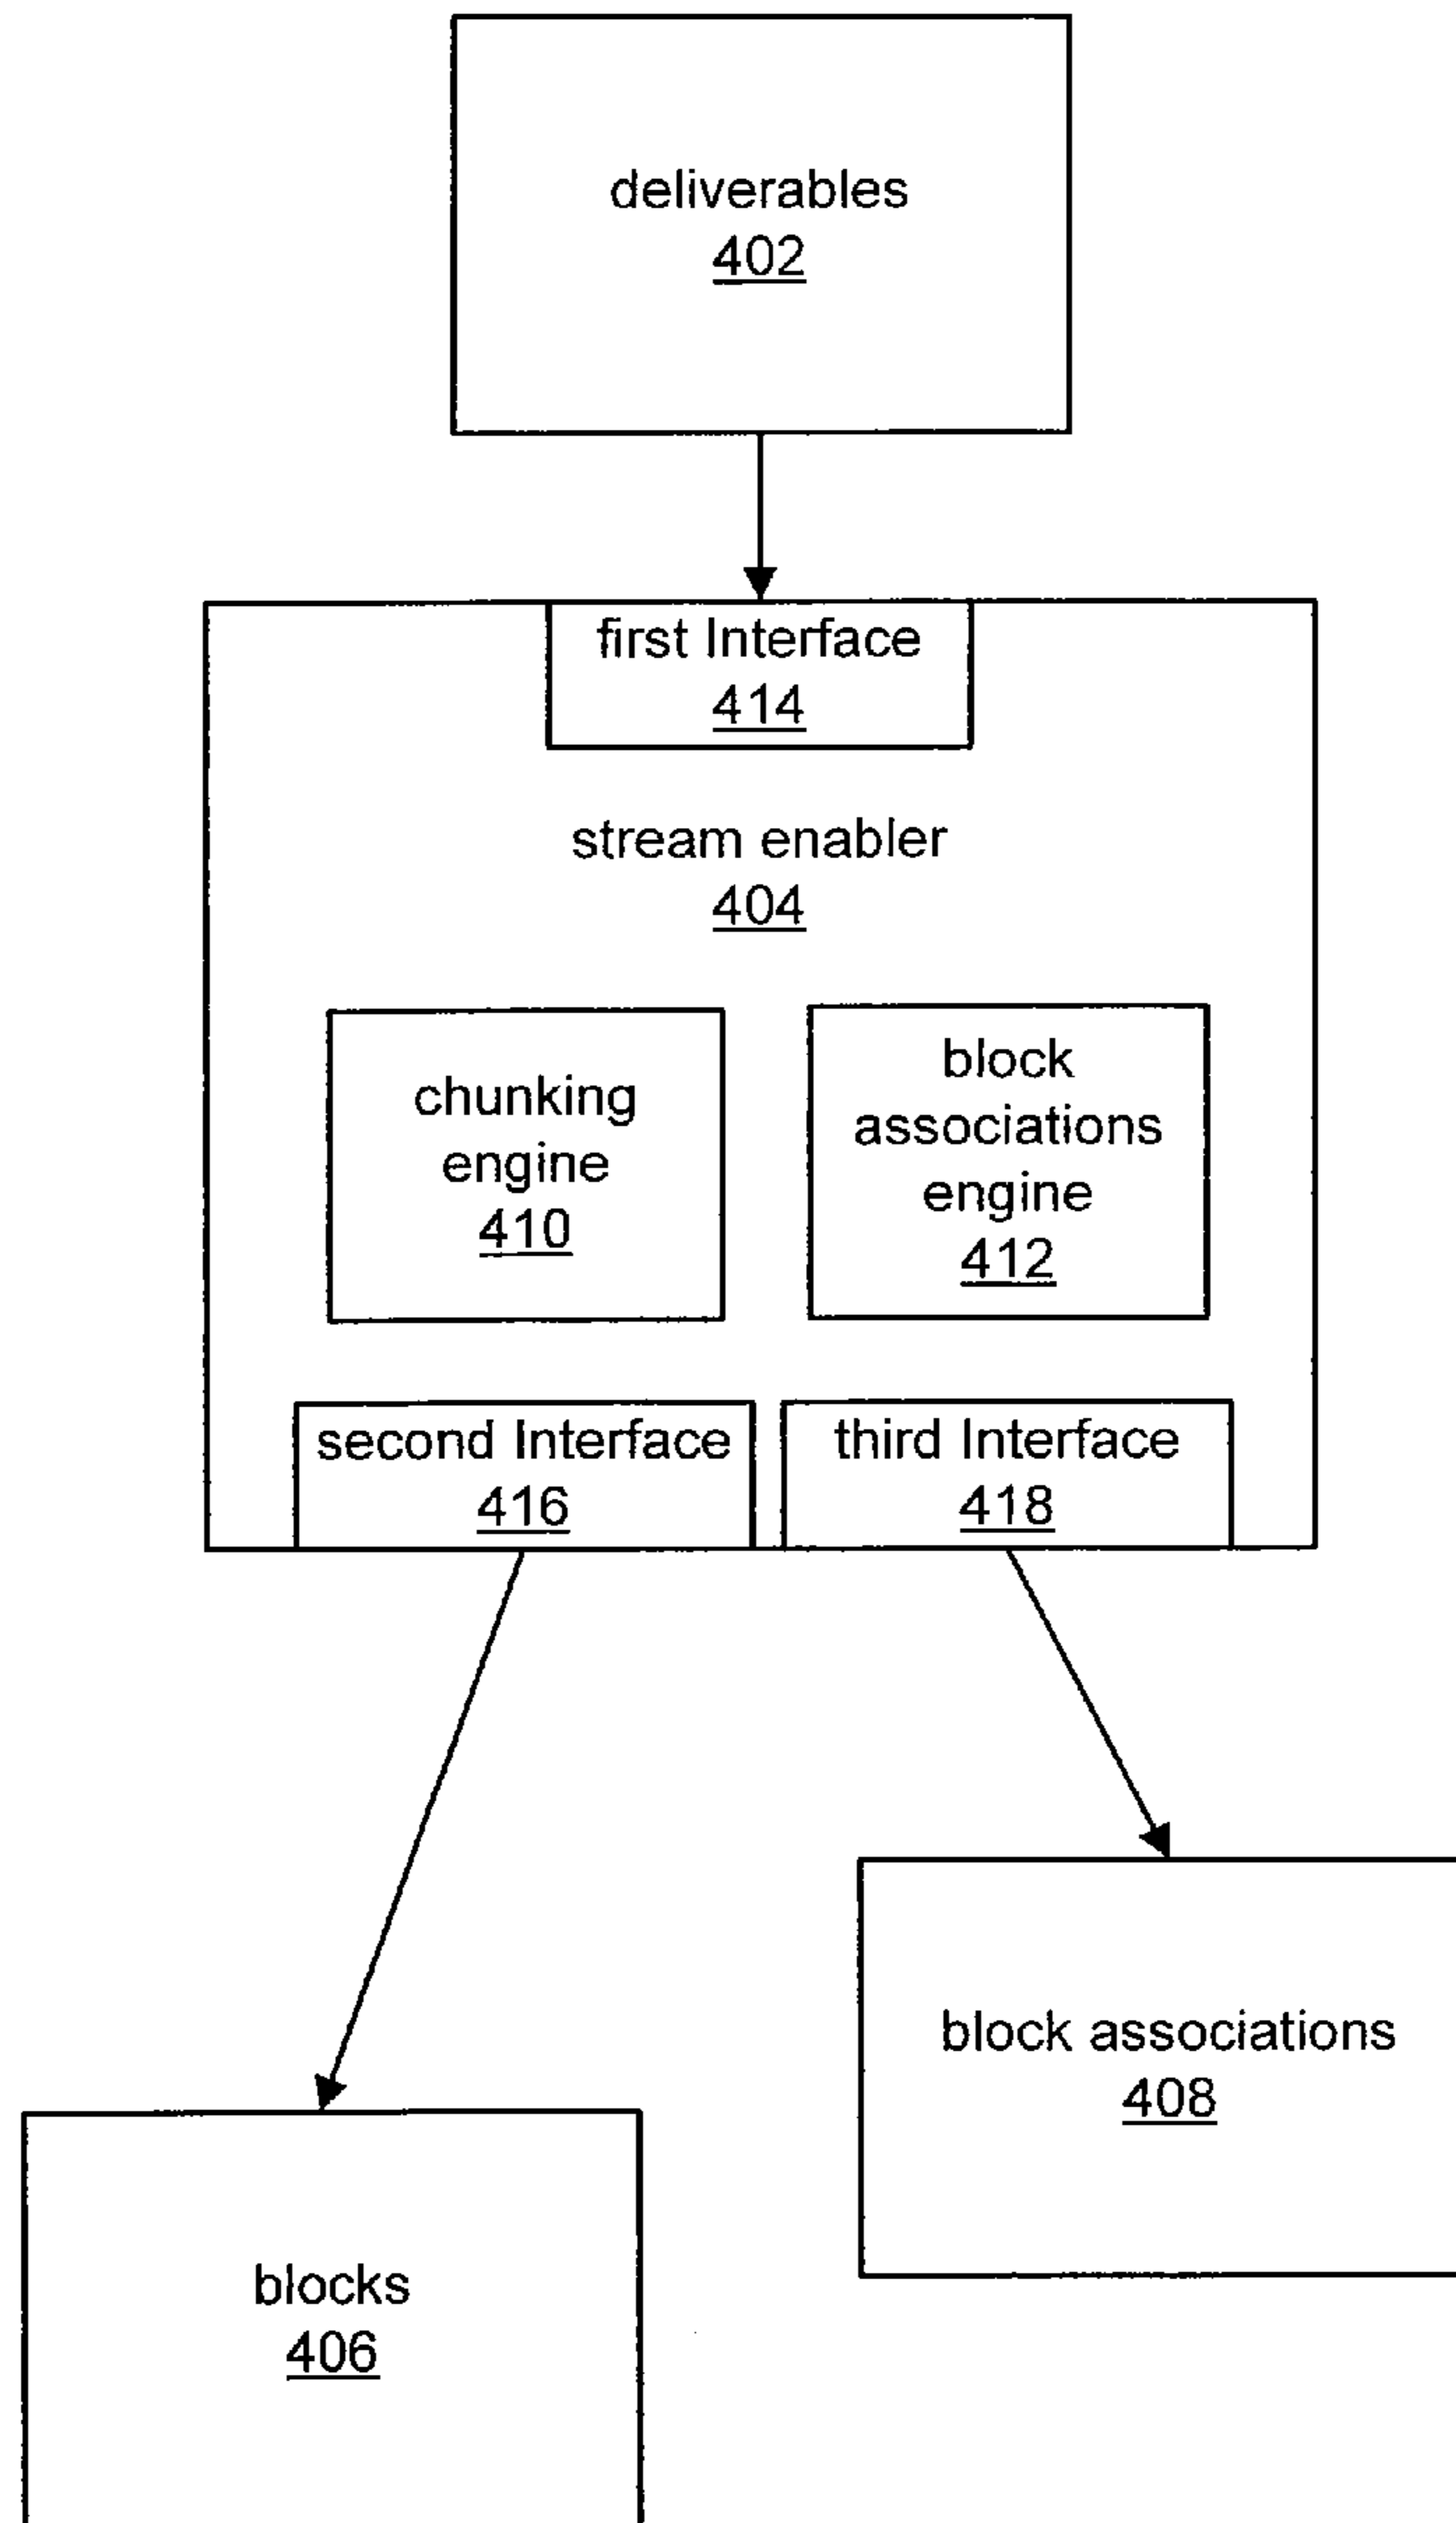 deliverables
402
first Interface
414
stream enabler
404
chunking
engine
410
block
associations
engine
412
second Interface
416
third Interface
418
block associations
408
blocks
406